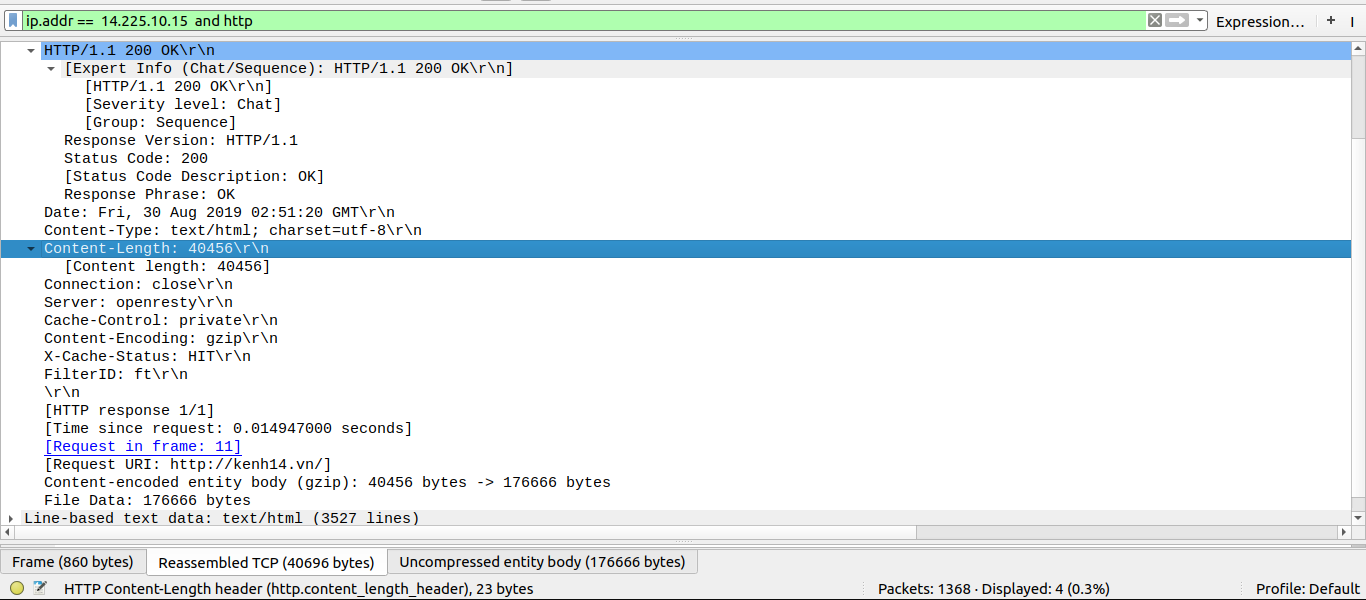 ip.addr ==  14.225.10.15  and http
Expression… + I
HTTP/1.1 200 OK\r\n
[Expert Info (Chat/Sequence): HTTP/1.1 200 OK\r\n]
[HTTP/1.1 200 OK\r\n]
[Severity level: Chat]
[Group: Sequence]
Response Version: HTTP/1.1
Status Code: 200
[Status Code Description: OK]
Response Phrase: OK
Date: Fri, 30 Aug 2019 02:51:20 GMT\r\n
Content-Type: text/html; charset=utf-8\r\n
Content-Length: 40456\r\n
[Content length: 40456]
Connection: close\r\n
Server: openresty\r\n
Cache-Control: private\r\n
Content-Encoding: gzip\r\n
X-Cache-Status: HIT\r\n
FilterID: ft\r\n
\r\n
[HTTP response 1/1]
[Time since request: 0.014947000 seconds]
[Request in frame: 11]
[Request URI: http://kenh14.vn/]
Content-encoded entity body (gzip): 40456 bytes -> 176666 bytes
File Data: 176666 bytes
Line-based text data: text/html (3527 lines)
Frame (860 bytes) Reassembled TCP (40696 bytes) Uncompressed entity body (176666 bytes)
HTTP Content-Length header (http.content_length_header), 23 bytes Packets: 1368 · Displayed: 4 (0.3%) Profile: Default